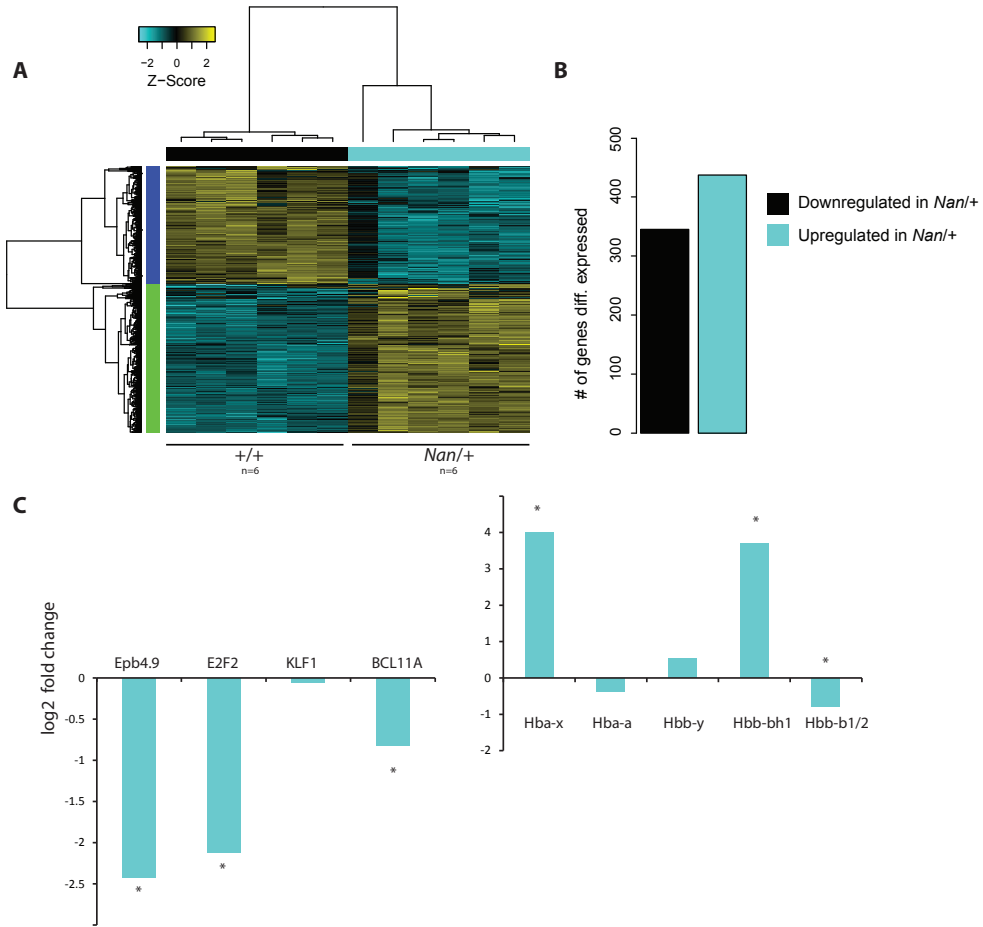 A
−2 0 2
Z−Score
+/+
n=6
Nan/+
n=6
B
# of genes diff. expressed
500
400
300
200
100
0
Downregulated in Nan/+
Upregulated in Nan/+
C
log2 fold change
Epb4.9 E2F2 KLF1 BCL11A
0
-0.5
-1
-1.5
-2
-2.5
* * *
4
3
2
1
0
-1
-2
* * *
Hba-x Hba-a Hbb-y Hbb-bh1 Hbb-b1/2